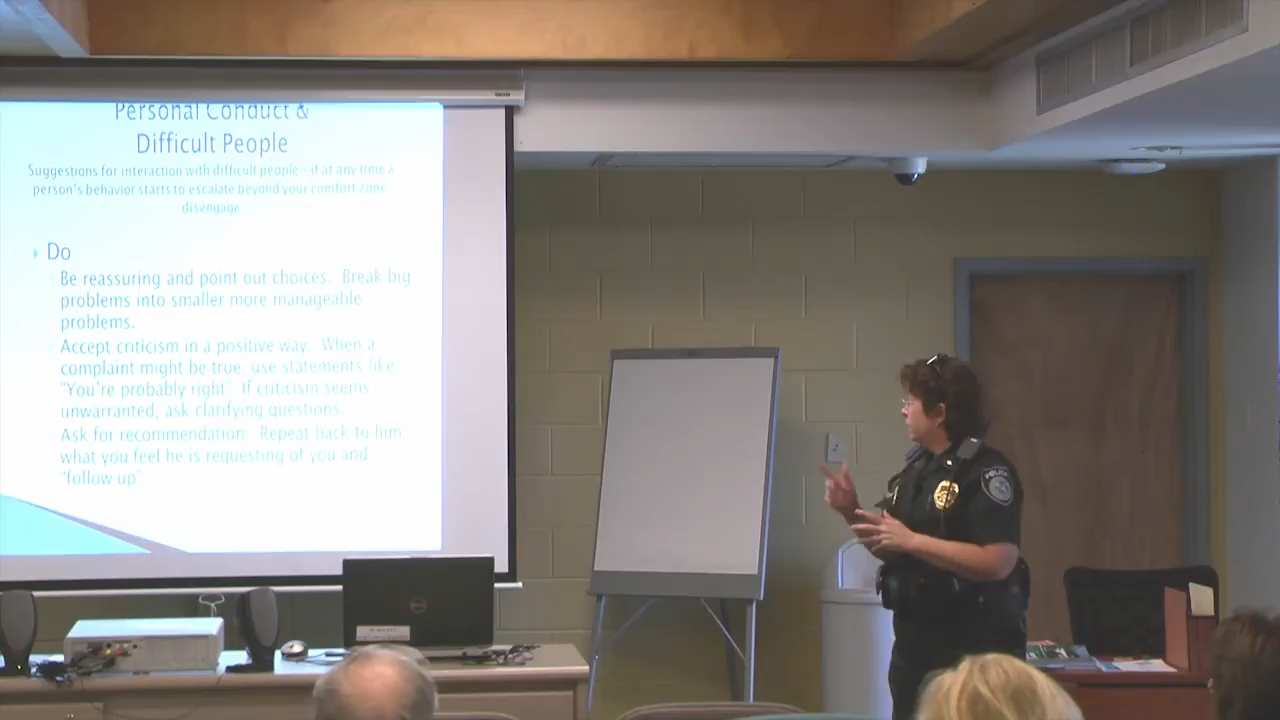 Personal Conduct &
Difficult People
Suggestions for interaction with difficult people - if at any time a
person's behavior starts to escalate beyond your comfort zone
disengage.
Do
Be reassuring and point out choices. Break big
problems into smaller more manageable
problems.
Accept criticism in a positive way. When a
complaint might be true, use statements like
"You're probably right" If criticism seems
unwarranted, ask clarifying questions.
Ask for recommendation. Repeat back to him
what you feel he is requesting of you and
"follow up".
DELL
POLICE